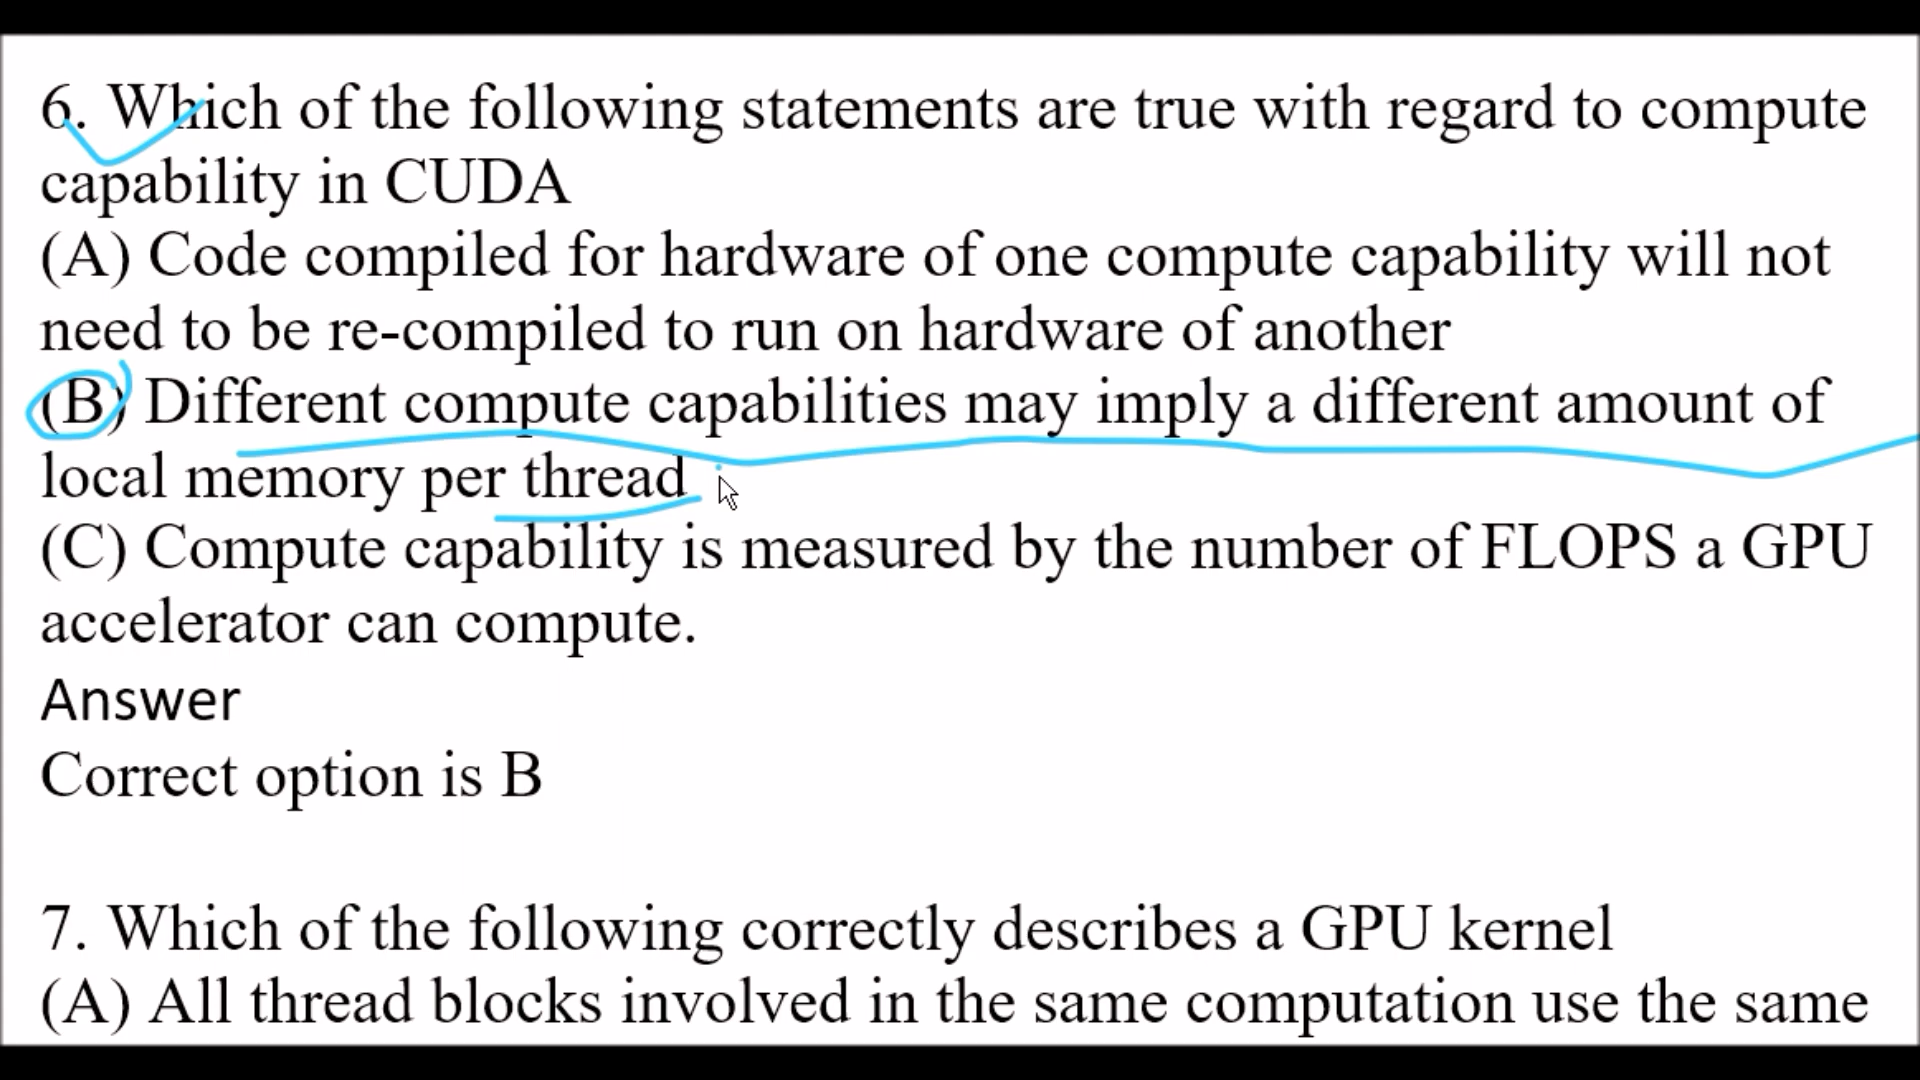 6. Which of the following statements are true with regard to compute
capability in CUDA
(A) Code compiled for hardware of one compute capability will not
need to be re-compiled to run on hardware of another
(B) Different compute capabilities may imply a different amount of
local memory per thread
(C) Compute capability is measured by the number of FLOPS a GPU
accelerator can compute.
Answer
Correct option is B
7. Which of the following correctly describes a GPU kernel
(A) All thread blocks involved in the same computation use the same